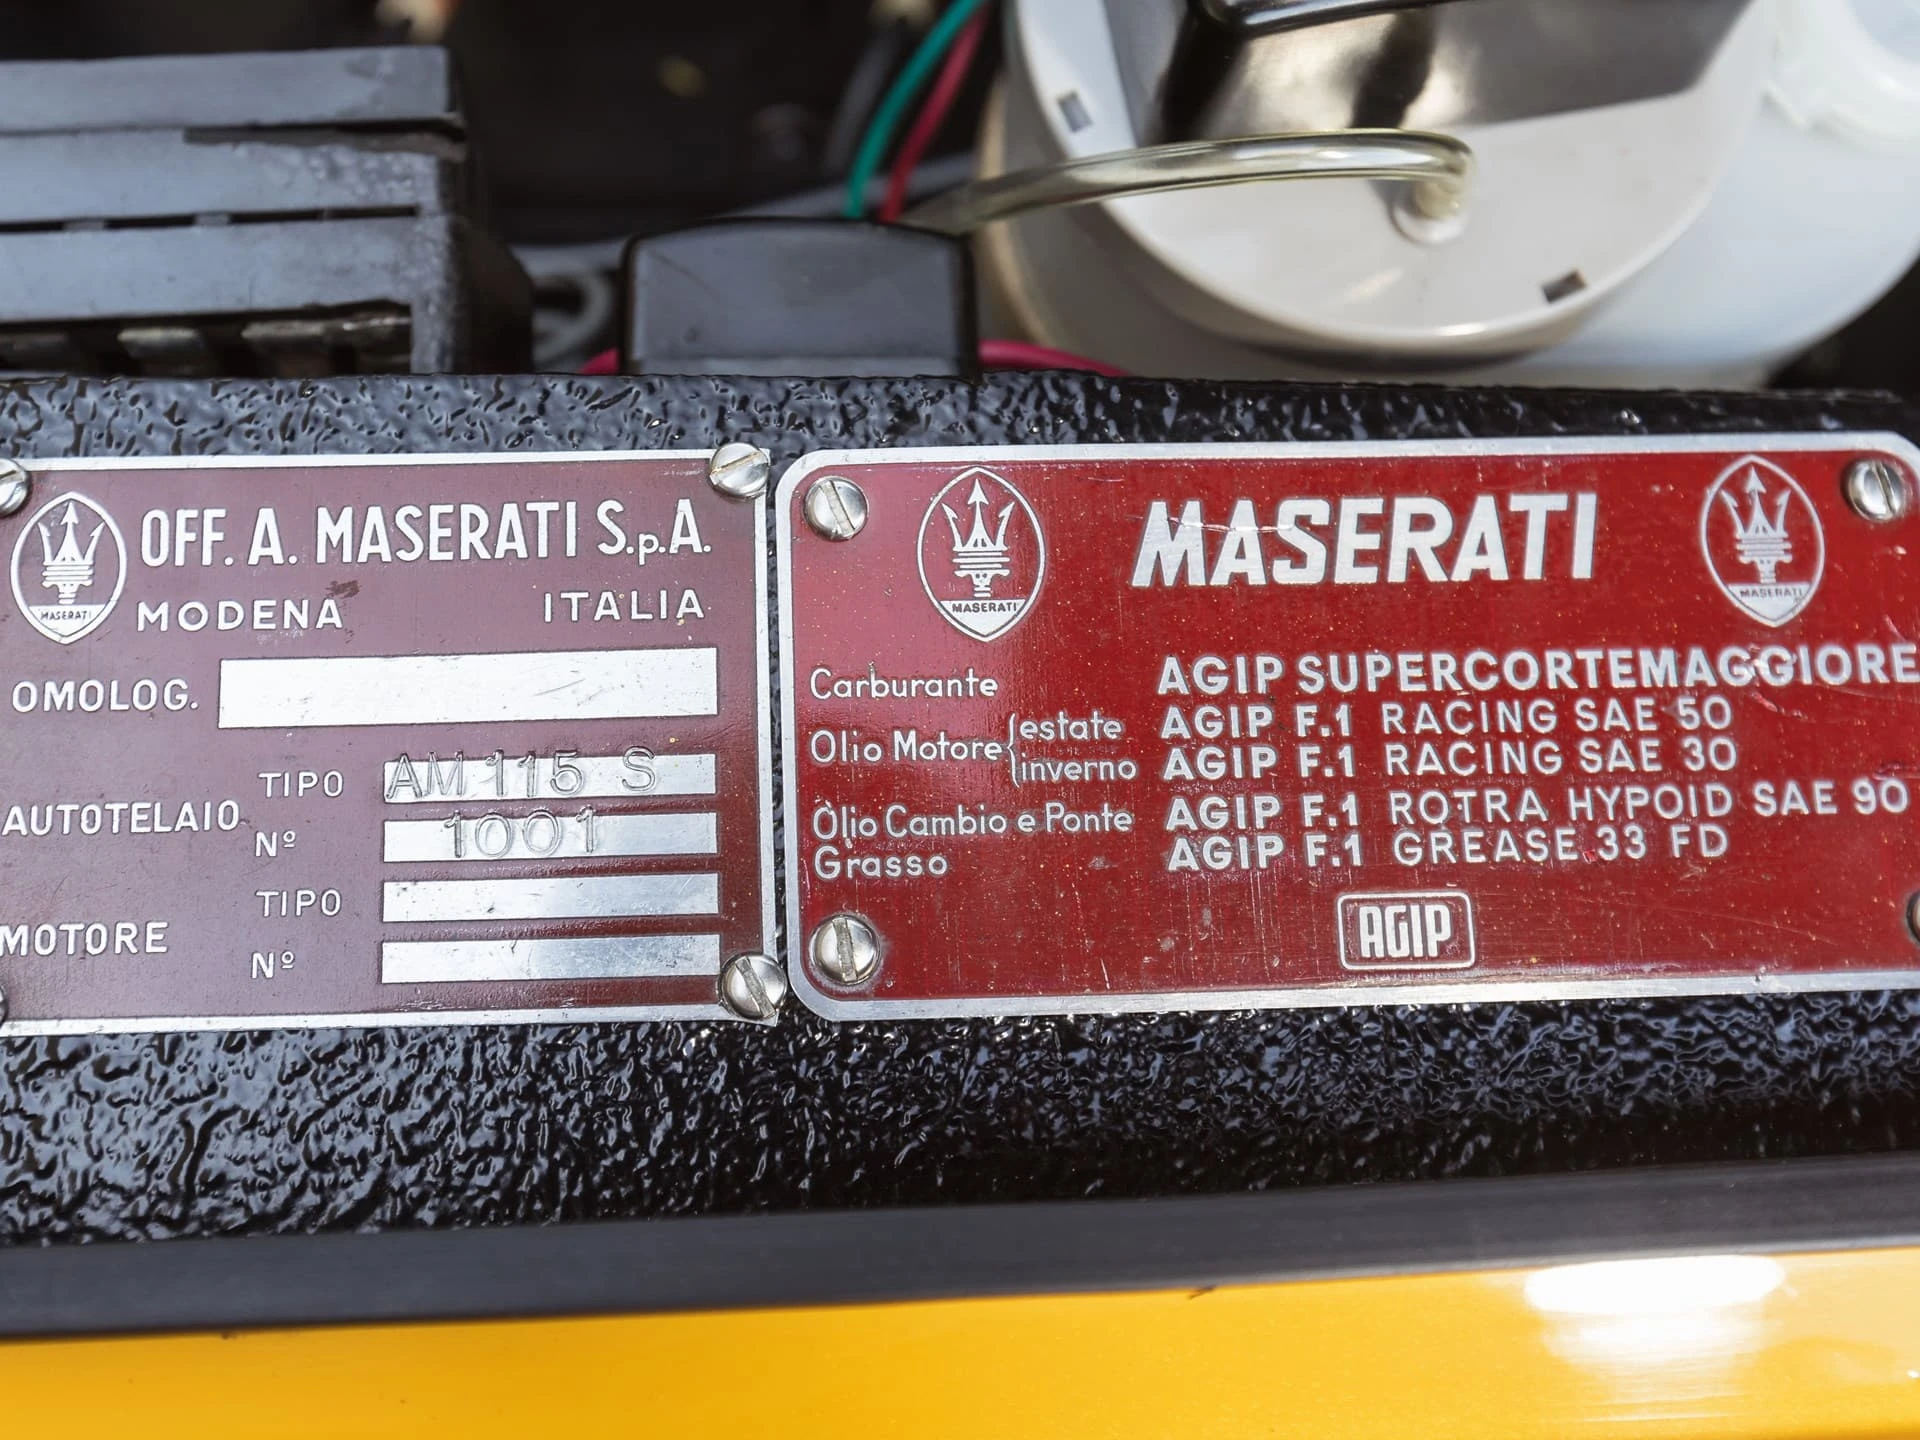 OFF. A. MASERATI S.p.A.
MASERATI
MODENA ITALIA
OMOLOG.
AUTOTELAIO
TIPO AM 115 S
Nº 1001
MOTORE
TIPO
Nº
MASERATI
MASERATI
MASERATI
Carburante AGIP SUPERCORTEMAGGIORE
Olio Motore { estate AGIP F.1 RACING SAE 50
inverno AGIP F.1 RACING SAE 30
Olio Cambio e Ponte AGIP F.1 ROTRA HYPOID SAE 90
Grasso AGIP F.1 GREASE 33 FD
AGIP